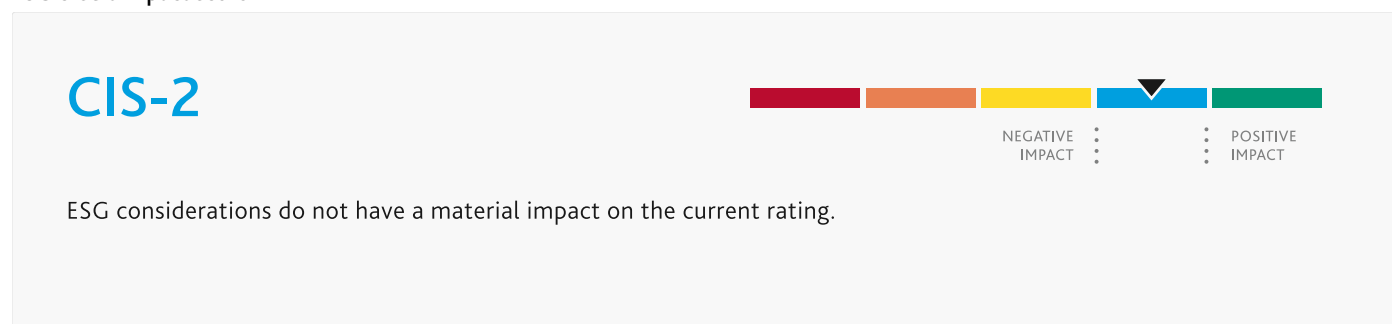 CIS-2
NEGATIVE
IMPACT
POSITIVE
IMPACT
ESG considerations do not have a material impact on the current rating.